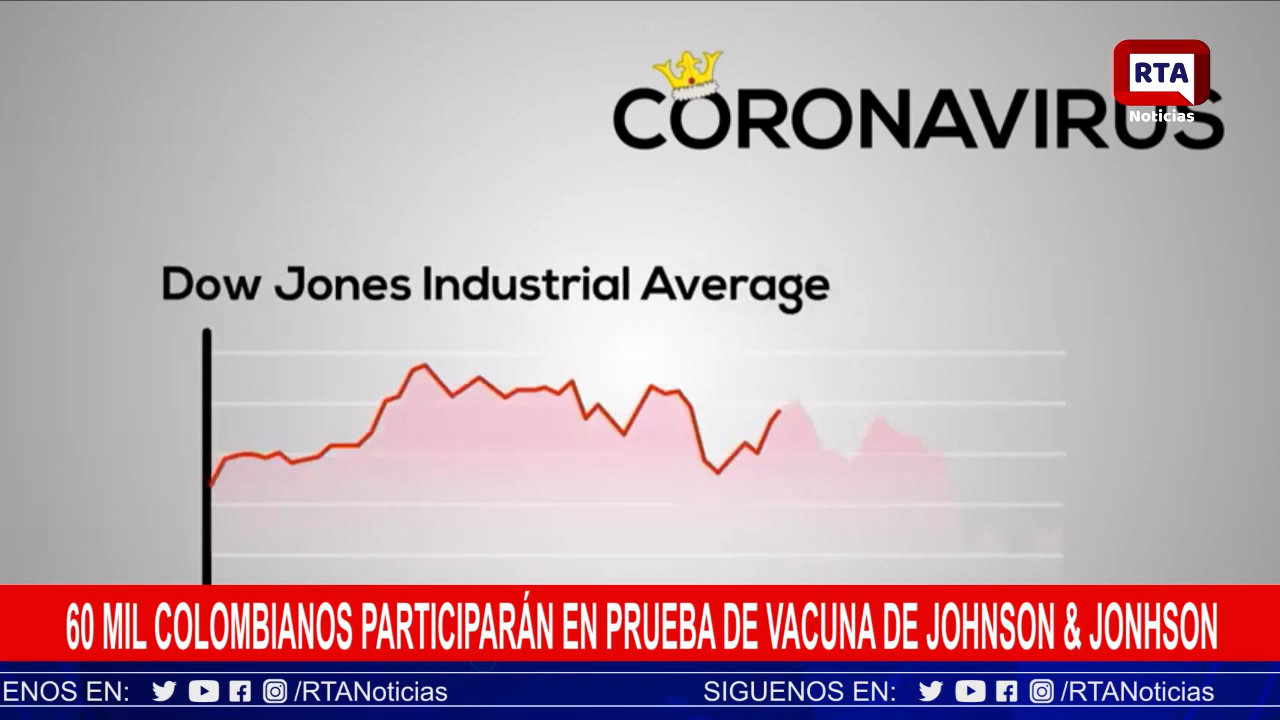 CORONAVIRUS
RTA
Noticias
Dow Jones Industrial Average
60 MIL COLOMBIANOS PARTICIPARÁN EN PRUEBA DE VACUNA DE JOHNSON & JONHSON
ENOS EN: /RTANoticias SIGUENOS EN: /RTANoticias